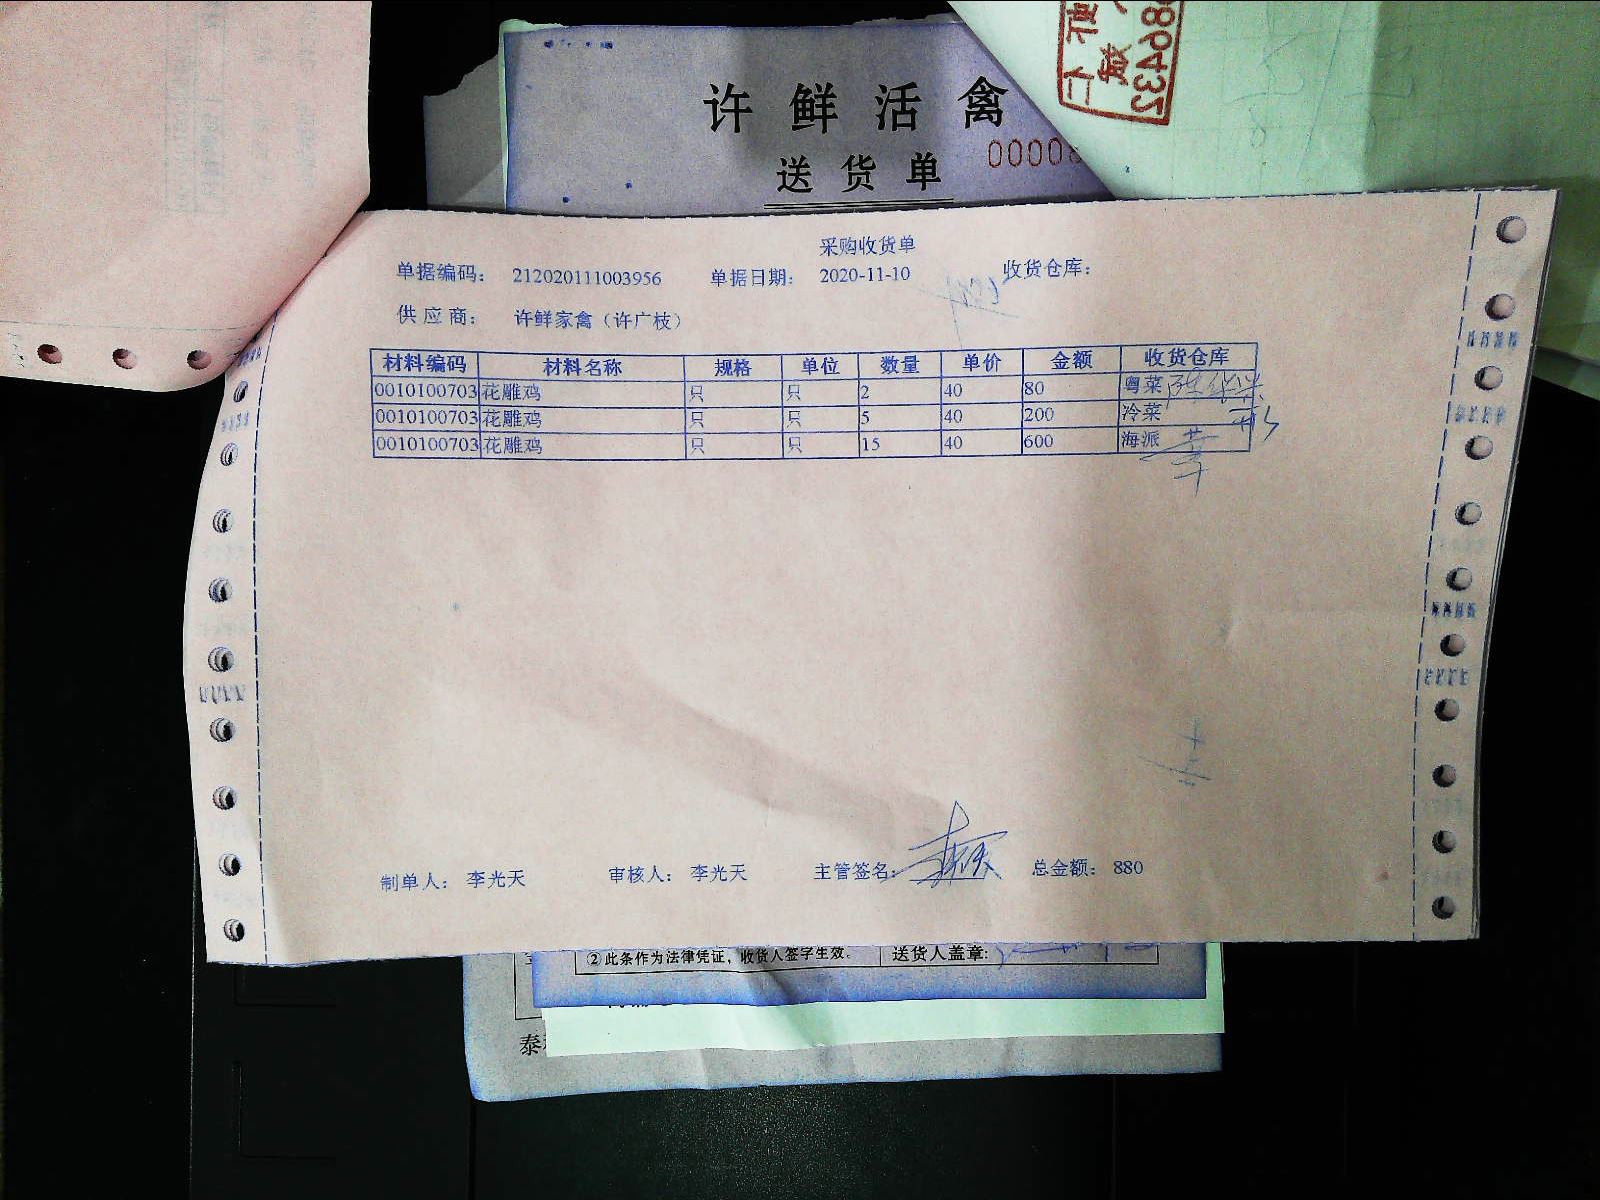 许鲜活禽
送货单
0000
采购收货单
单据编码: 212020111003956 单据日期: 2020-11-10 收货仓库:
供应商: 许鲜家禽（许广枝）
材料编码 材料名称 规格 单位 数量 单价 金额 收货仓库
0010100703 花雕鸡 只 只 2 40 80 粤菜
0010100703 花雕鸡 只 只 5 40 200 冷菜
0010100703 花雕鸡 只 只 15 40 600 海派
制单人: 李光天 审核人: 李光天 主管签名: 总金额: 880
②此条作为法律凭证，收货人签字生效。 送货人盖章:
泰